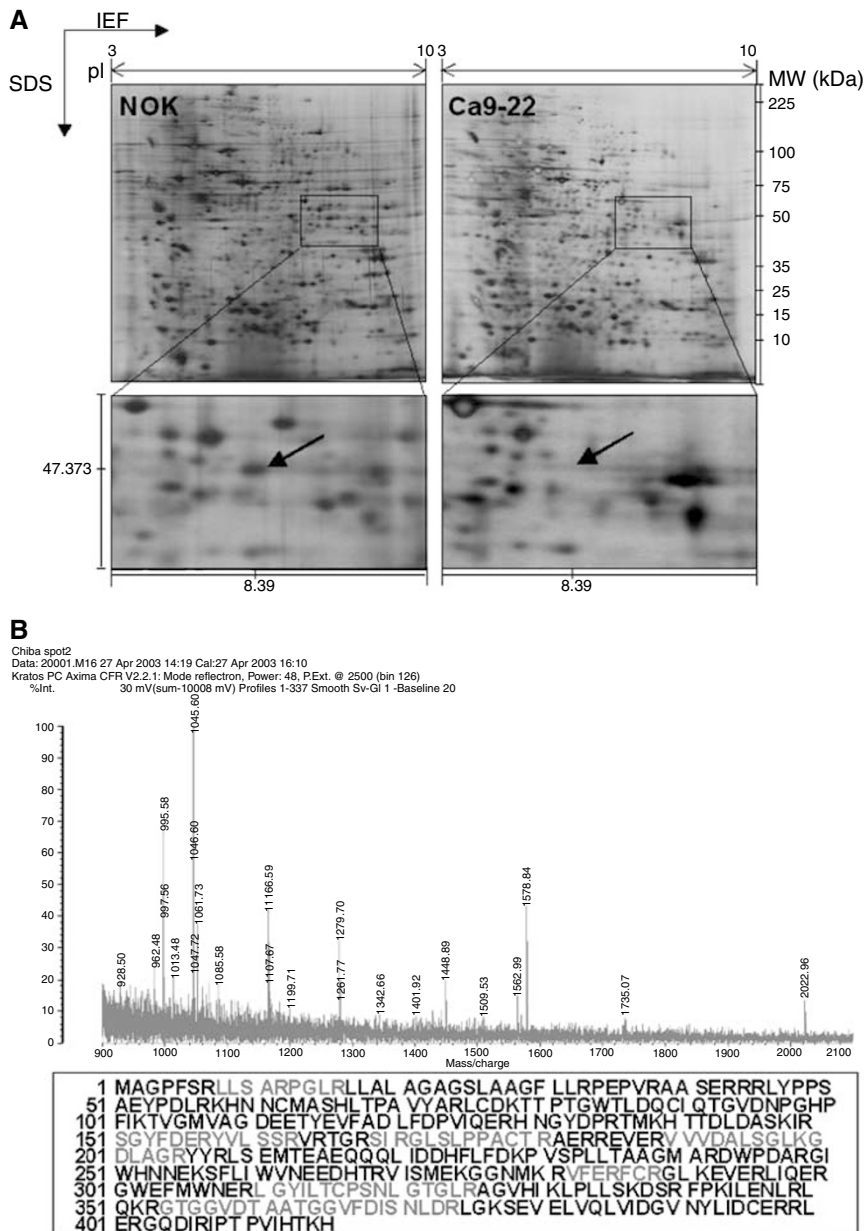 A
IEF
SDS
pI
3
10
3
10
MW (kDa)
NOK
Ca9-22
225
100
75
50
35
25
15
10
47.373
8.39
8.39
B
Chiba spot2
Data: 20001.M16 27 Apr 2003 14:19 Cal:27 Apr 2003 16:10
Kratos PC Axima CFR V2.2.1: Mode reflectron, Power: 48, P.Ext. @ 2500 (bin 126)
%Int. 30 mV(sum-10008 mV) Profiles 1-337 Smooth Sv-Gl 1 -Baseline 20
100
90
80
70
60
50
40
30
20
10
0
928.50
962.48
995.58
997.56
1013.48
1045.60
1046.60
1047.72
1061.73
1085.58
11166.59
1107.67
1199.71
1279.70
1261.77
1342.66
1401.92
1448.89
1509.53
1562.99
1578.84
1735.07
2022.96
900 1000 1100 1200 1300 1400 1500 1600 1700 1800 1900 2000 2100
Mass/charge
1 MAGPFSRLLS ARPGLRLLAL AGAGSLAAGF LLRPEPVRAA SERRRLYPPS
51 AEYPDLRKHN NCMASHLTPA VYARLCDKTT PTGWTLDQCI QTGVDNPGHP
101 FIKTVGMVAG DEETYEVFAD LFDPVIQERH NGYDPRTMKH TTDLDASKIR
151 SGYFDERYVL SSRVRTGRSI RGLSLPPACT RAERREVERV VVDALSGLKG
201 DLAGRYYRLS EMTEAEQQQL IDDHFLFDKP VSPLLTAAGM ARDWPDARGI
251 WHNNEKSFLI WVNEEDHTRV ISMEKGGNMK RVFERFCRGL KEVERLIQER
301 GWEFMWNERL GYILTCPSNL GTGLRAGVHI KLPLLSKDSR FPKILENLRL
351 QKRGTGGVDT AATGGVFDIS NLDRLGKSEV ELVQLVIDGV NYLIDCERRL
401 ERGQDIRIPT PVIHTKH